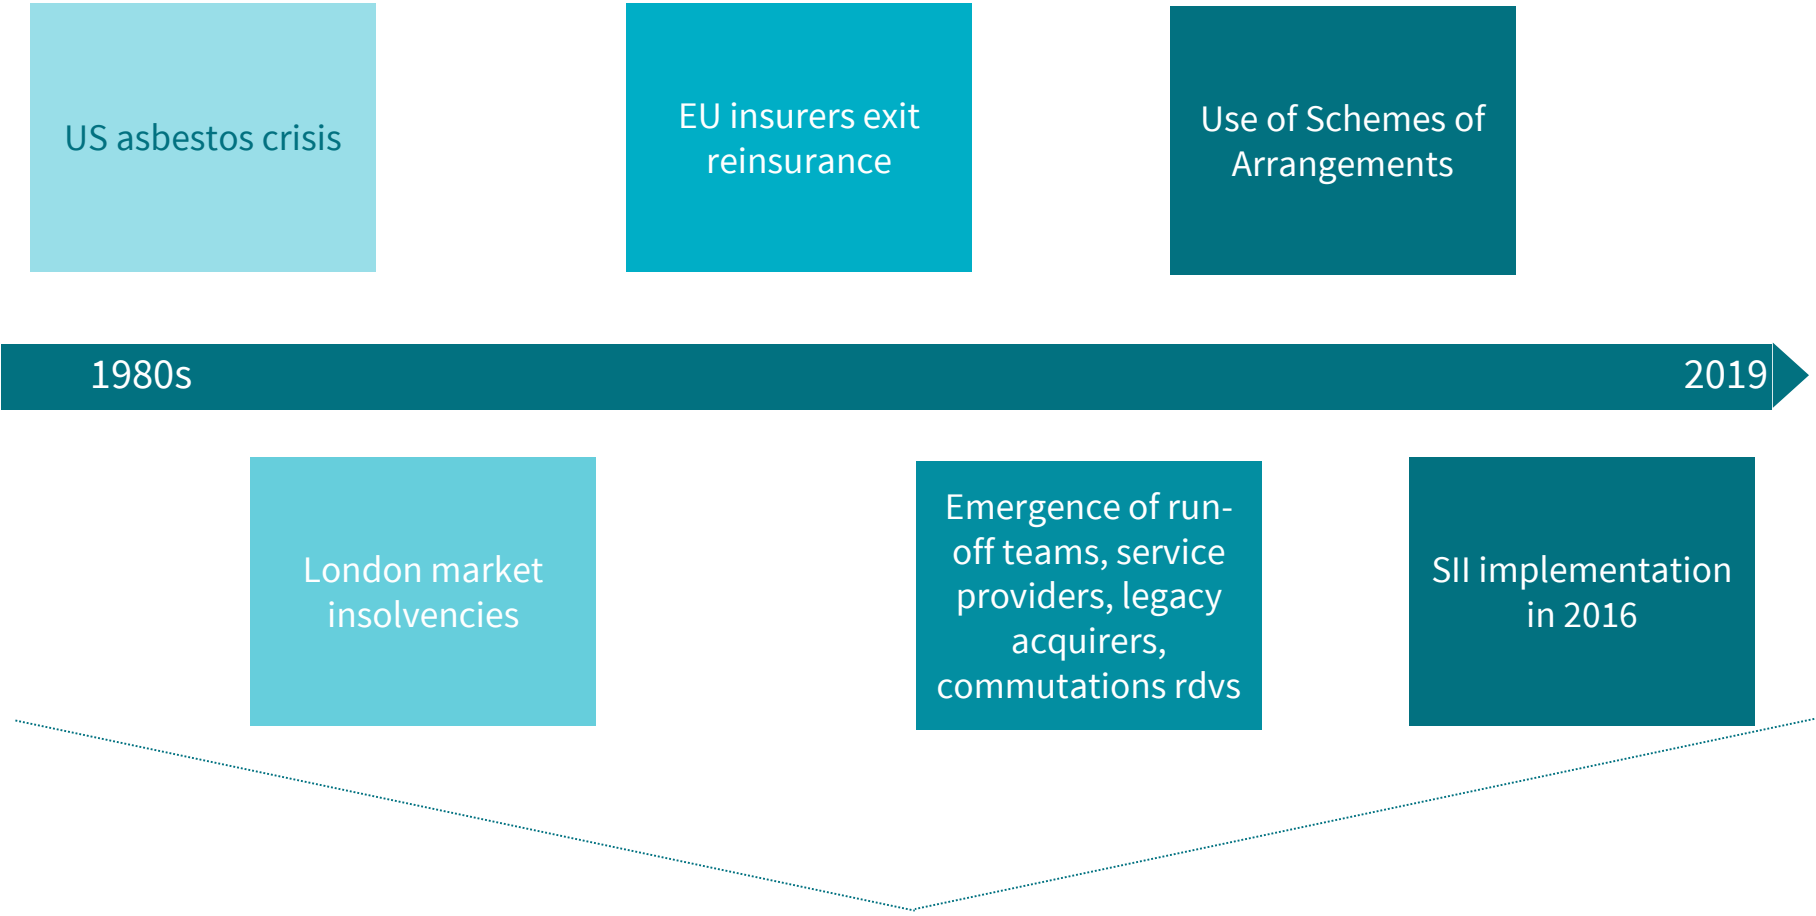 US asbestos crisis
EU insurers exit
reinsurance
Use of Schemes of
Arrangements
1980s
2019
London market
insolvencies
Emergence of run-
off teams, service
providers, legacy
acquirers,
commutations rdvs
SII implementation
in 2016